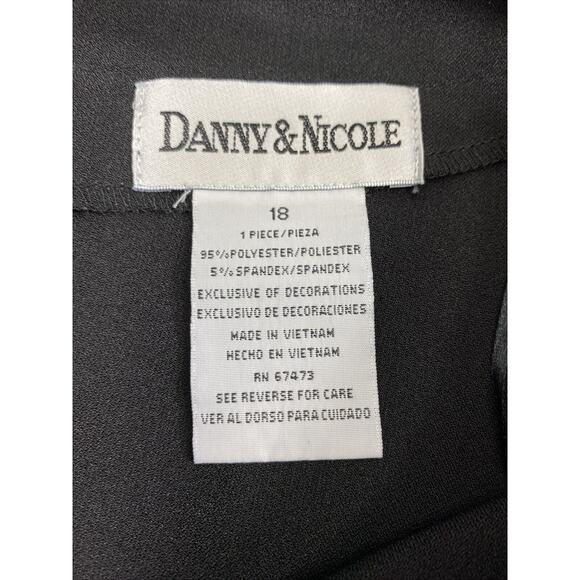 DANNY & NICOLE
18
1 PIECE/PIEZA
95%POLYESTER/POLIESTER
5%SPANDEX/SPANDEX
EXCLUSIVE OF DECORATIONS
EXCLUSIVO DE DECORACIONES
MADE IN VIETNAM
HECHO EN VIETNAM
RN 67473
SEE REVERSE FOR CARE
VER AL DORSO PARA CUIDADO